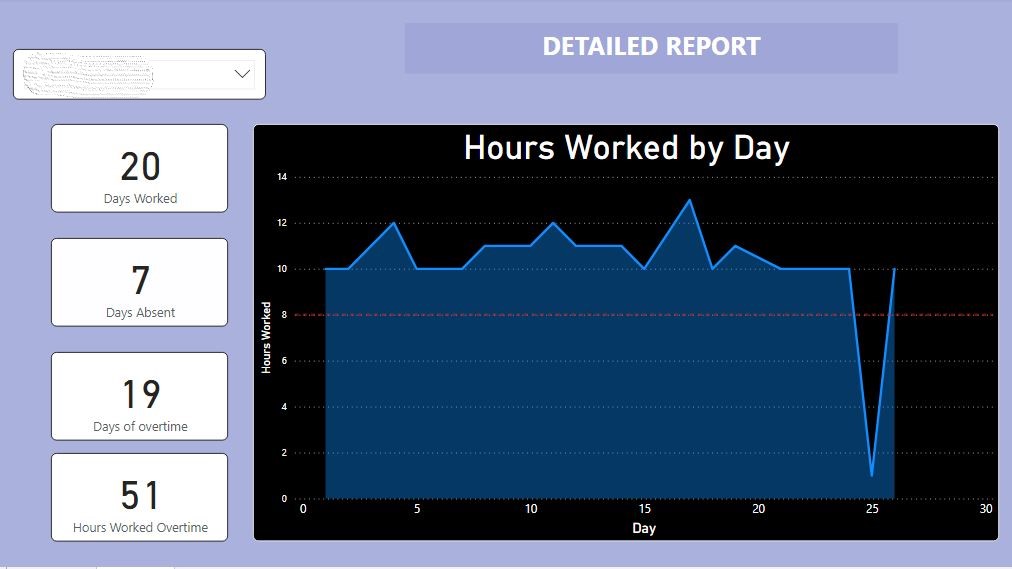 DETAILED REPORT
20
Days Worked
7
Days Absent
19
Days of overtime
51
Hours Worked Overtime
Hours Worked by Day
14
12
10
8
6
4
2
0
Hours Worked
0 5 10 15 20 25 30
Day